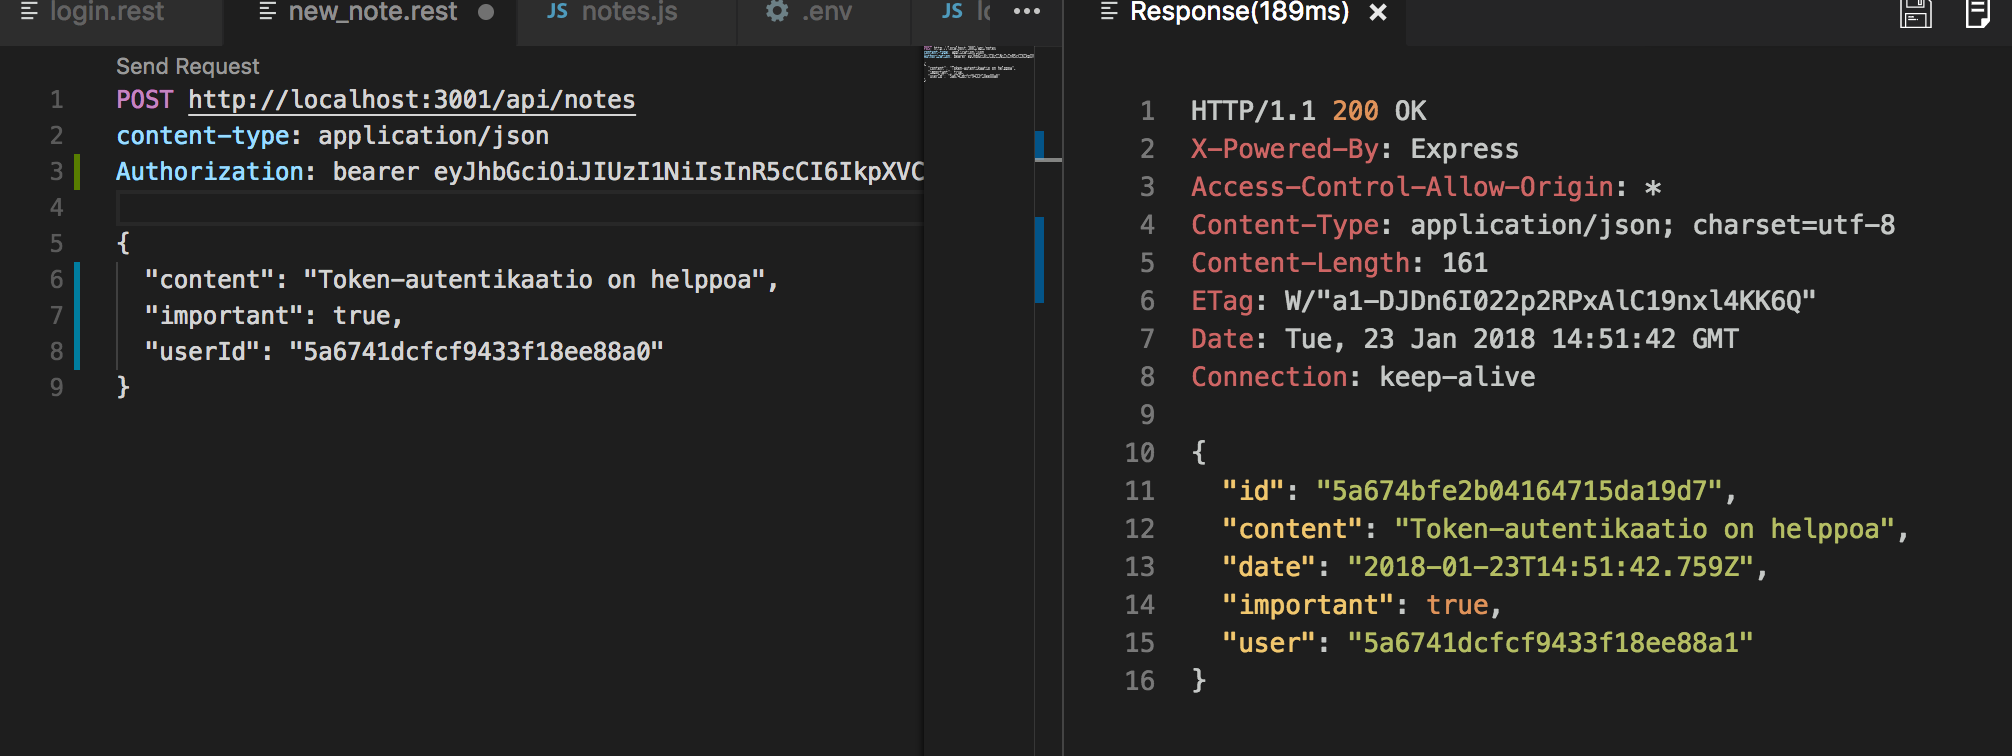 login.rest
new_note.rest
JS notes.js
.env
JS
Send Request
1 POST http://localhost:3001/api/notes
2 content-type: application/json
3 Authorization: bearer eyJhbGciOiJIUzI1NiIsInR5cCI6IkpXVC
4
5 {
6 "content": "Token-autentikaatio on helppoa",
7 "important": true,
8 "userId": "5a6741dcfcf9433f18ee88a0"
9 }
Response(189ms)
1 HTTP/1.1 200 OK
2 X-Powered-By: Express
3 Access-Control-Allow-Origin: *
4 Content-Type: application/json; charset=utf-8
5 Content-Length: 161
6 ETag: W/"a1-DJDn6I022p2RPxAlC19nxl4KK6Q"
7 Date: Tue, 23 Jan 2018 14:51:42 GMT
8 Connection: keep-alive
9
10 {
11 "id": "5a674bfe2b04164715da19d7",
12 "content": "Token-autentikaatio on helppoa",
13 "date": "2018-01-23T14:51:42.759Z",
14 "important": true,
15 "user": "5a6741dcfcf9433f18ee88a1"
16 }